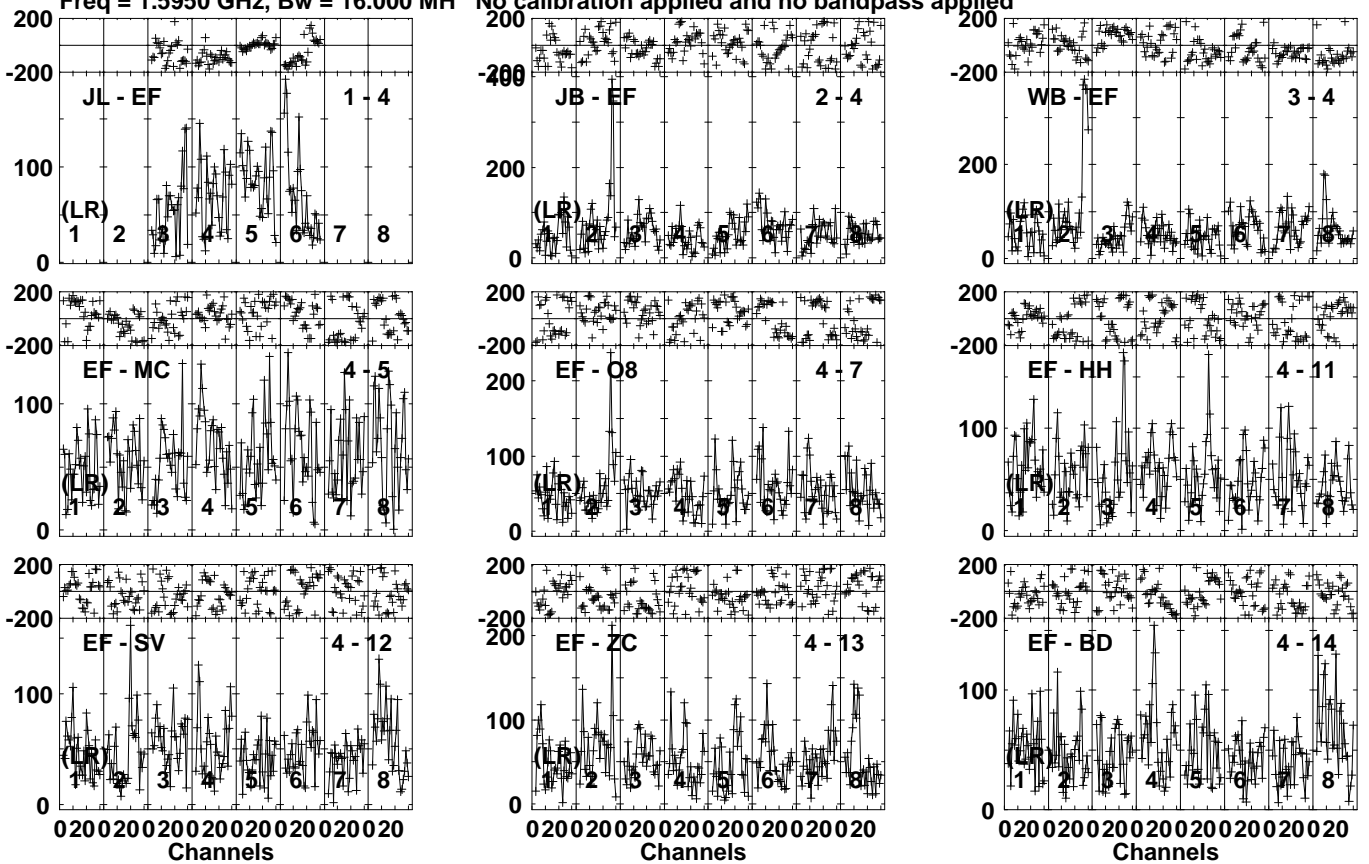 Freq = 1.5950 GHz, Bw = 16.000 MH No calibration applied and no bandpass applied
200
-200
JL - EF 1 - 4
100
0
(LR)
1 2 3 4 5 6 7 8
200
-200
400
JB - EF 2 - 4
200
0
(LR)
1 2 3 4 5 6 7 8
200
-200
WB - EF 3 - 4
200
0
(LR)
1 2 3 4 5 6 7 8
200
-200
EF - MC 4 - 5
100
0
(LR)
1 2 3 4 5 6 7 8
200
-200
EF - O8 4 - 7
100
0
(LR)
1 2 3 4 5 6 7 8
200
-200
EF - HH 4 - 11
100
0
(LR)
1 2 3 4 5 6 7 8
200
-200
EF - SV 4 - 12
100
0
(LR)
1 2 3 4 5 6 7 8
0 20 0 20 0 20 0 20 0 20 0 20 0 20 0 20
Channels
200
-200
200
EF - ZC 4 - 13
100
0
(LR)
1 2 3 4 5 6 7 8
0 20 0 20 0 20 0 20 0 20 0 20 0 20 0 20
Channels
200
-200
EF - BD 4 - 14
100
0
(LR)
1 2 3 4 5 6 7 8
0 20 0 20 0 20 0 20 0 20 0 20 0 20 0 20
Channels